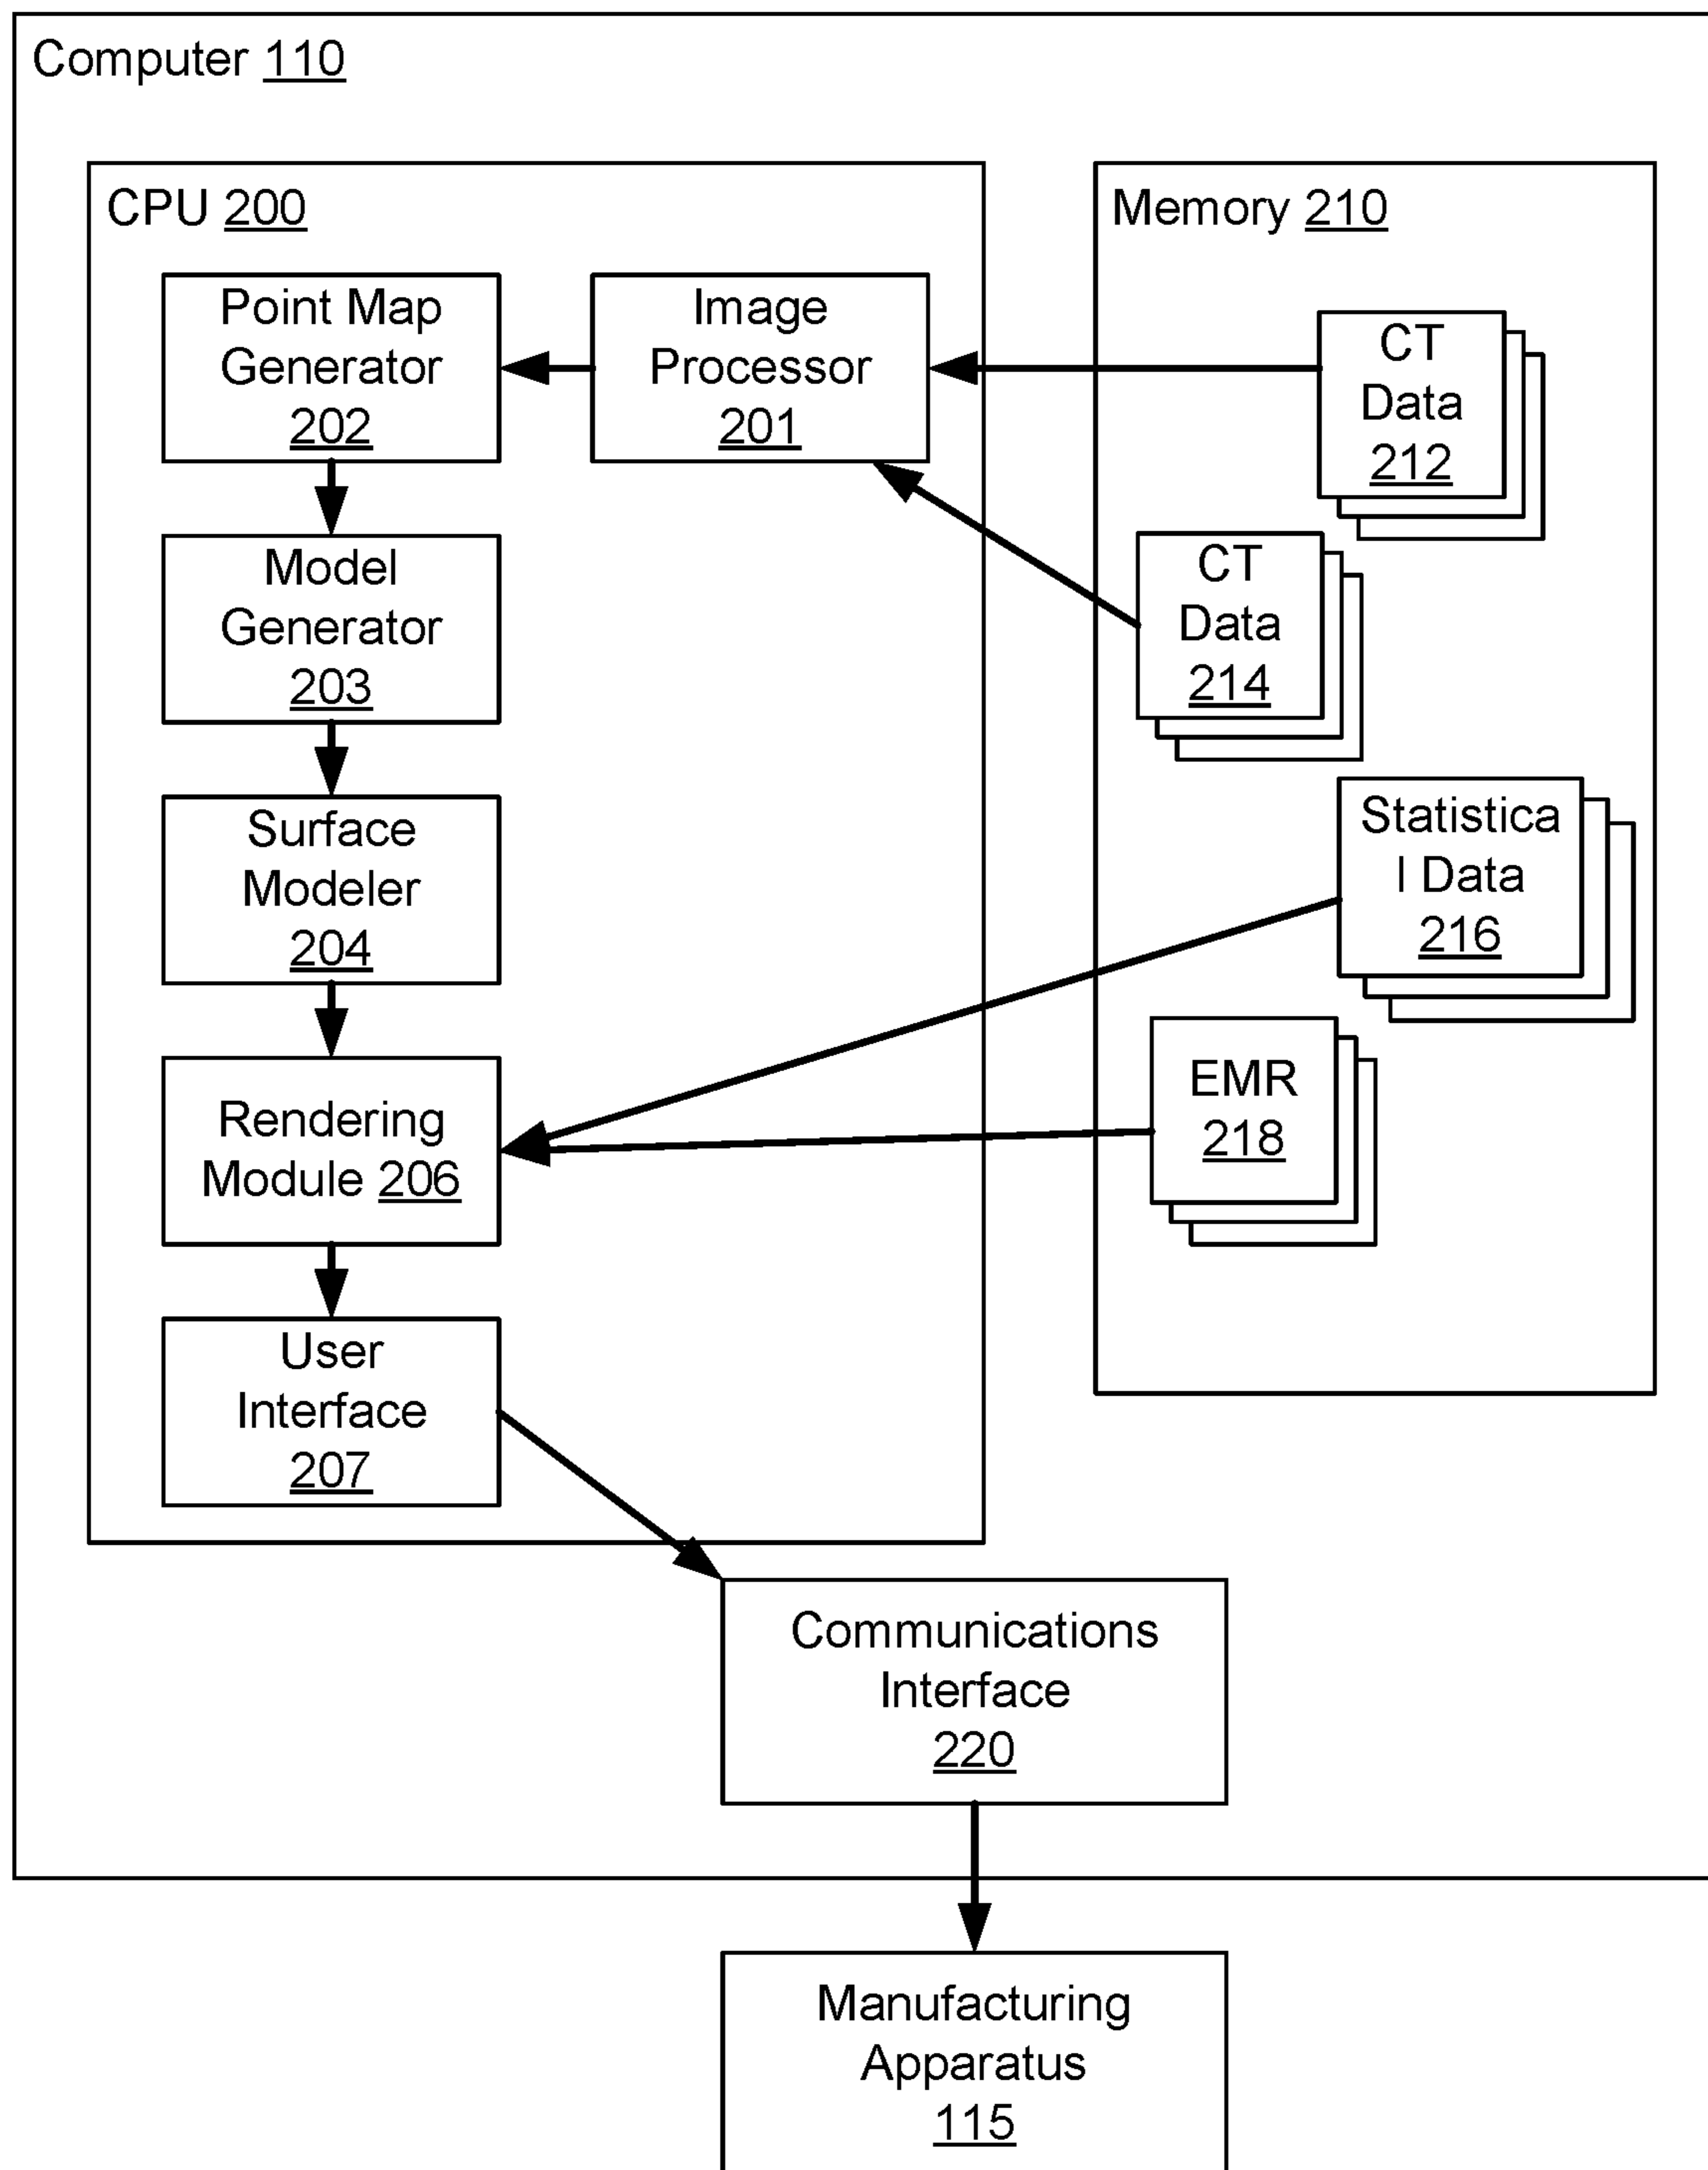 Computer 110
CPU 200
Point Map
Generator
202
Image
Processor
201
Model
Generator
203
Surface
Modeler
204
Rendering
Module 206
User
Interface
207
Memory 210
CT
Data
212
CT
Data
214
Statistica
l Data
216
EMR
218
Communications
Interface
220
Manufacturing
Apparatus
115